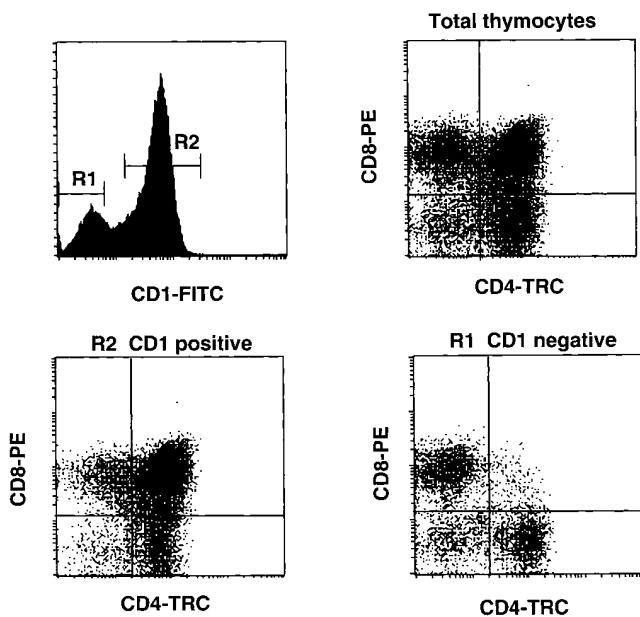 R1
R2
CD1-FITC
Total thymocytes
CD8-PE
CD4-TRC
R2 CD1 positive
CD8-PE
CD4-TRC
R1 CD1 negative
CD8-PE
CD4-TRC